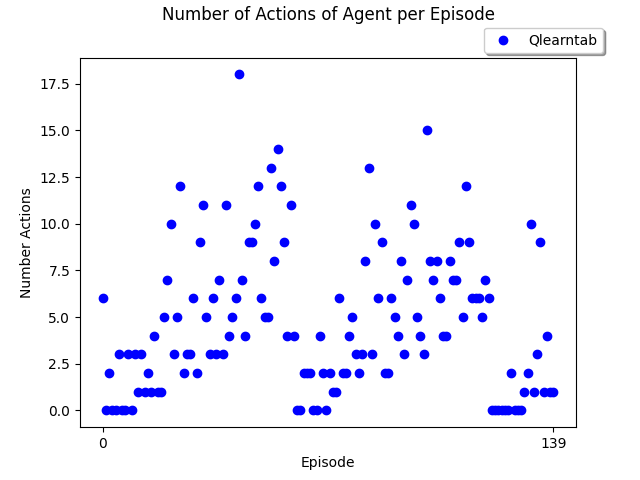 Number of Actions of Agent per Episode
Qlearntab
17.5
15.0
12.5
10.0
7.5
5.0
2.5
0.0
Number Actions
0
139
Episode